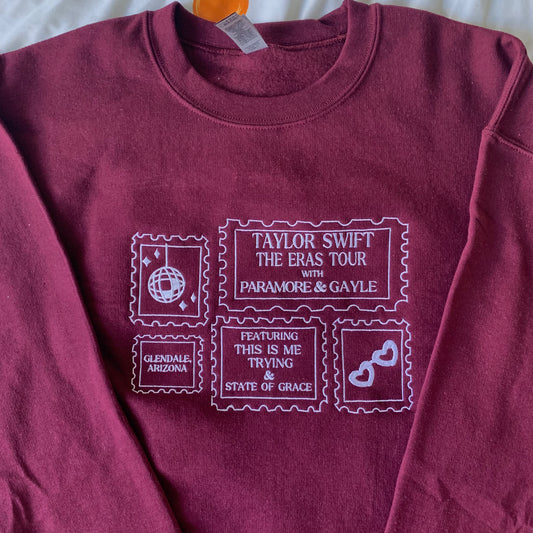 TAYLOR SWIFT
THE ERAS TOUR
WITH
PARAMORE & GAYLE
GLENDALE,
ARIZONA
FEATURING
THIS IS ME
TRYING
&
STATE OF GRACE